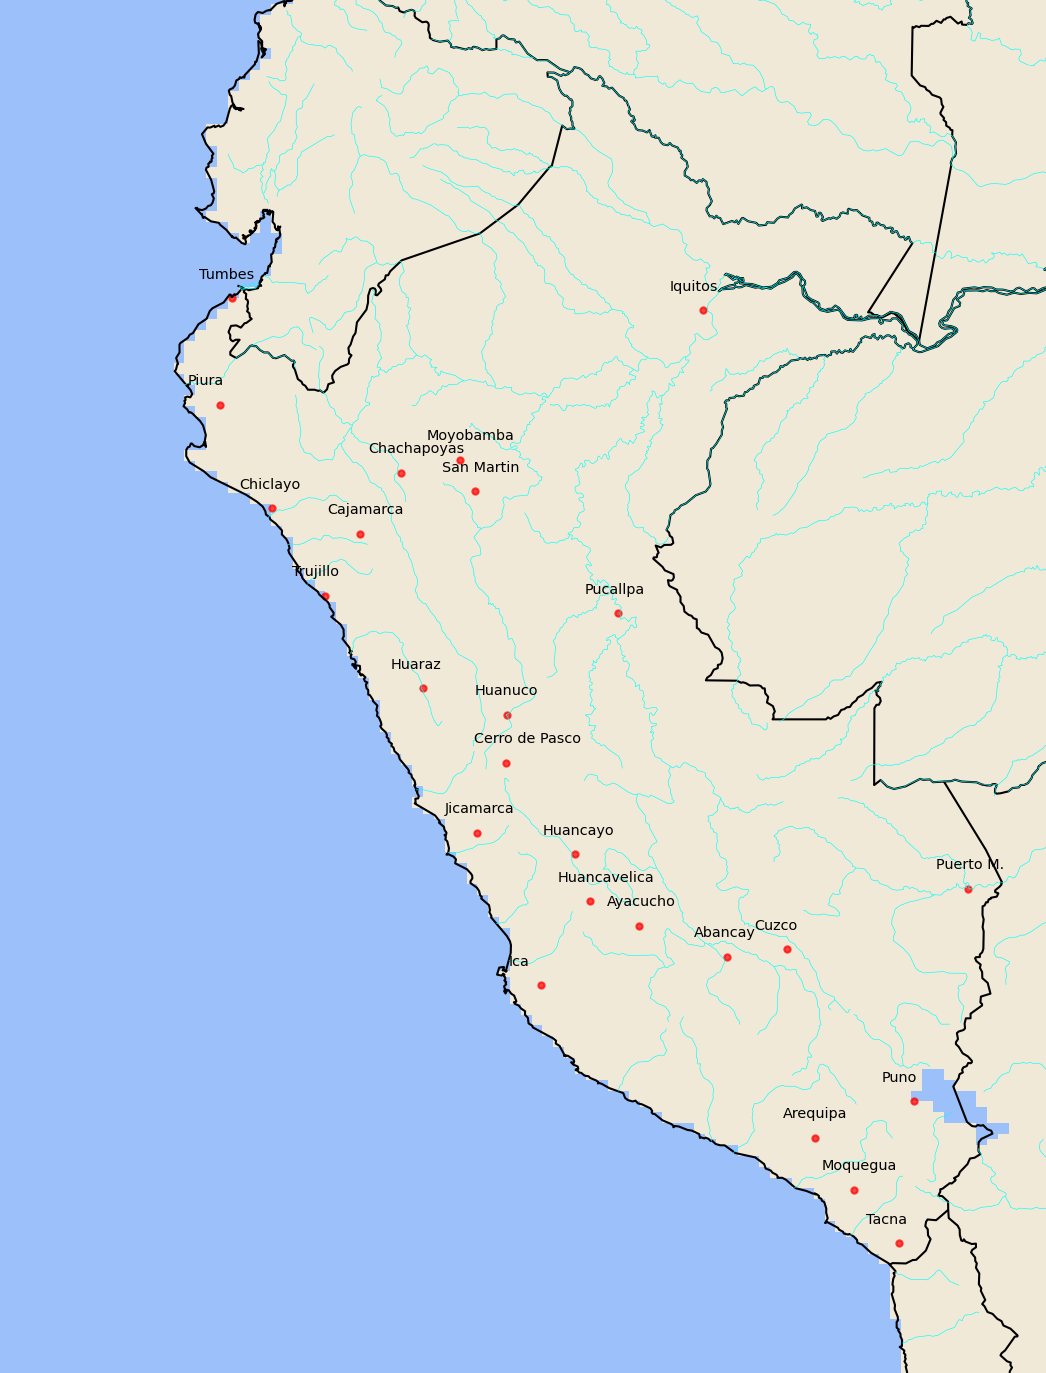 Tumbes
Iquitos
Piura
Moyobamba
Chachapoyas
San Martin
Chiclayo
Cajamarca
Trujillo
Pucallpa
Huaraz
Huanuco
Cerro de Pasco
Jicamarca
Huancayo
Puerto M.
Huancavelica
Ayacucho
Cuzco
Abancay
Ica
Puno
Arequipa
Moquegua
Tacna